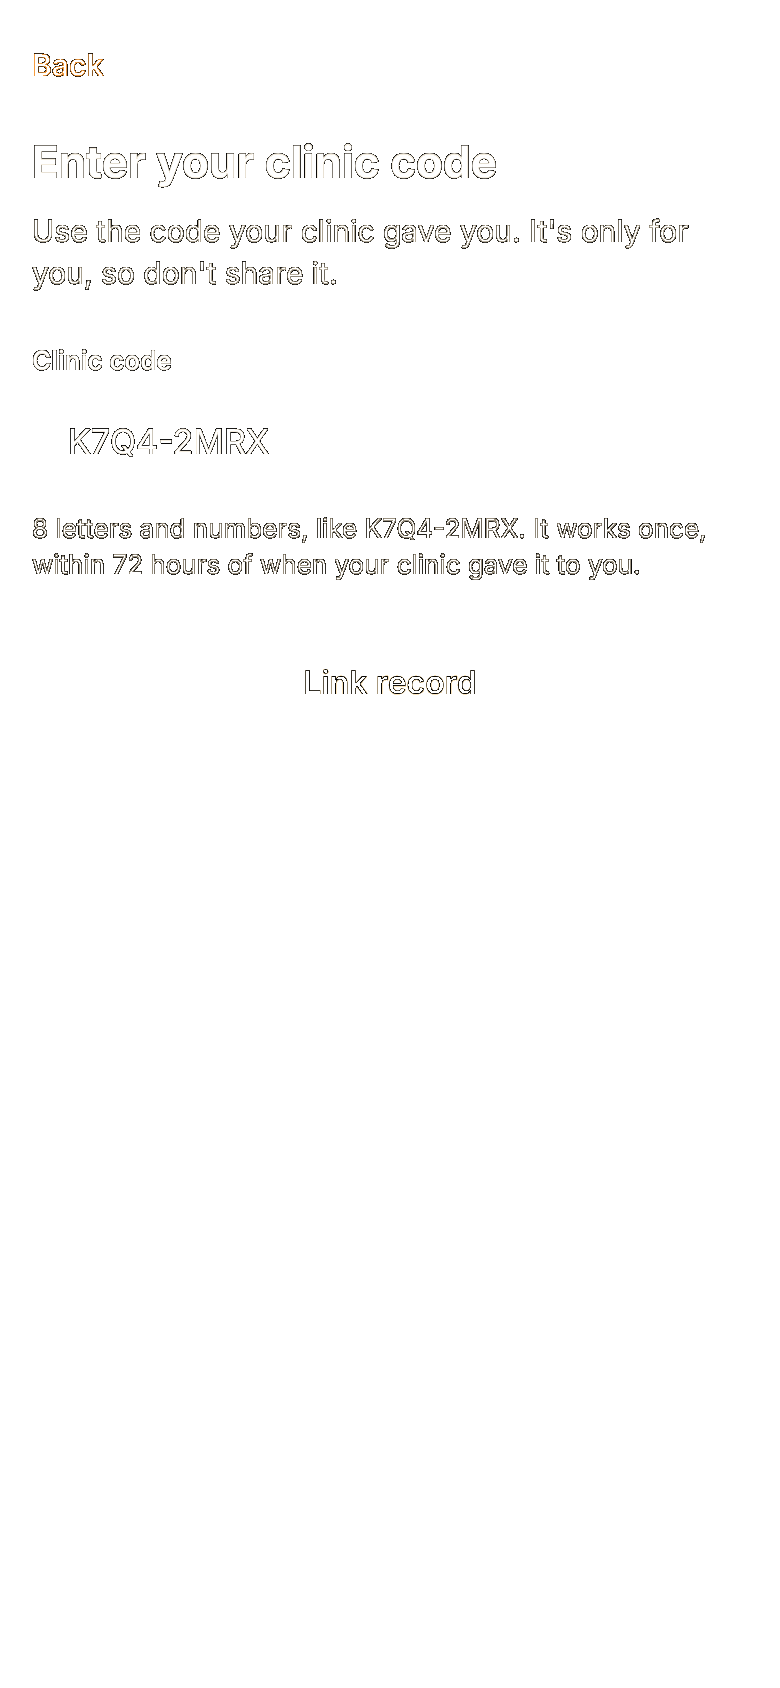 Back
Enter your clinic code
Use the code your clinic gave you. It's only for
you, so don't share it.
Clinic code
K7Q4-2MRX
8 letters and numbers, like K7Q4-2MRX. It works once,
within 72 hours of when your clinic gave it to you.
Link record